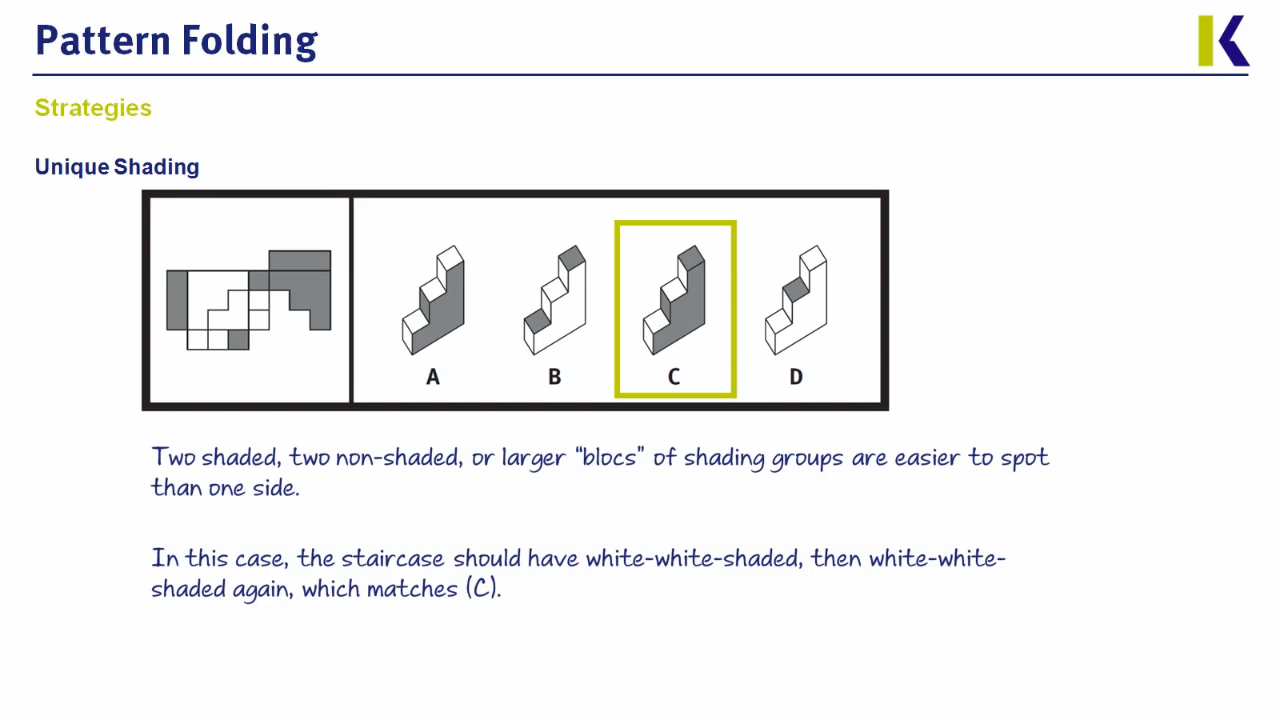 Pattern Folding
K
Strategies
Unique Shading
A B C D
Two shaded, two non-shaded, or larger “blocs” of shading groups are easier to spot
than one side.
In this case, the staircase should have white-white-shaded, then white-white-
shaded again, which matches (C).